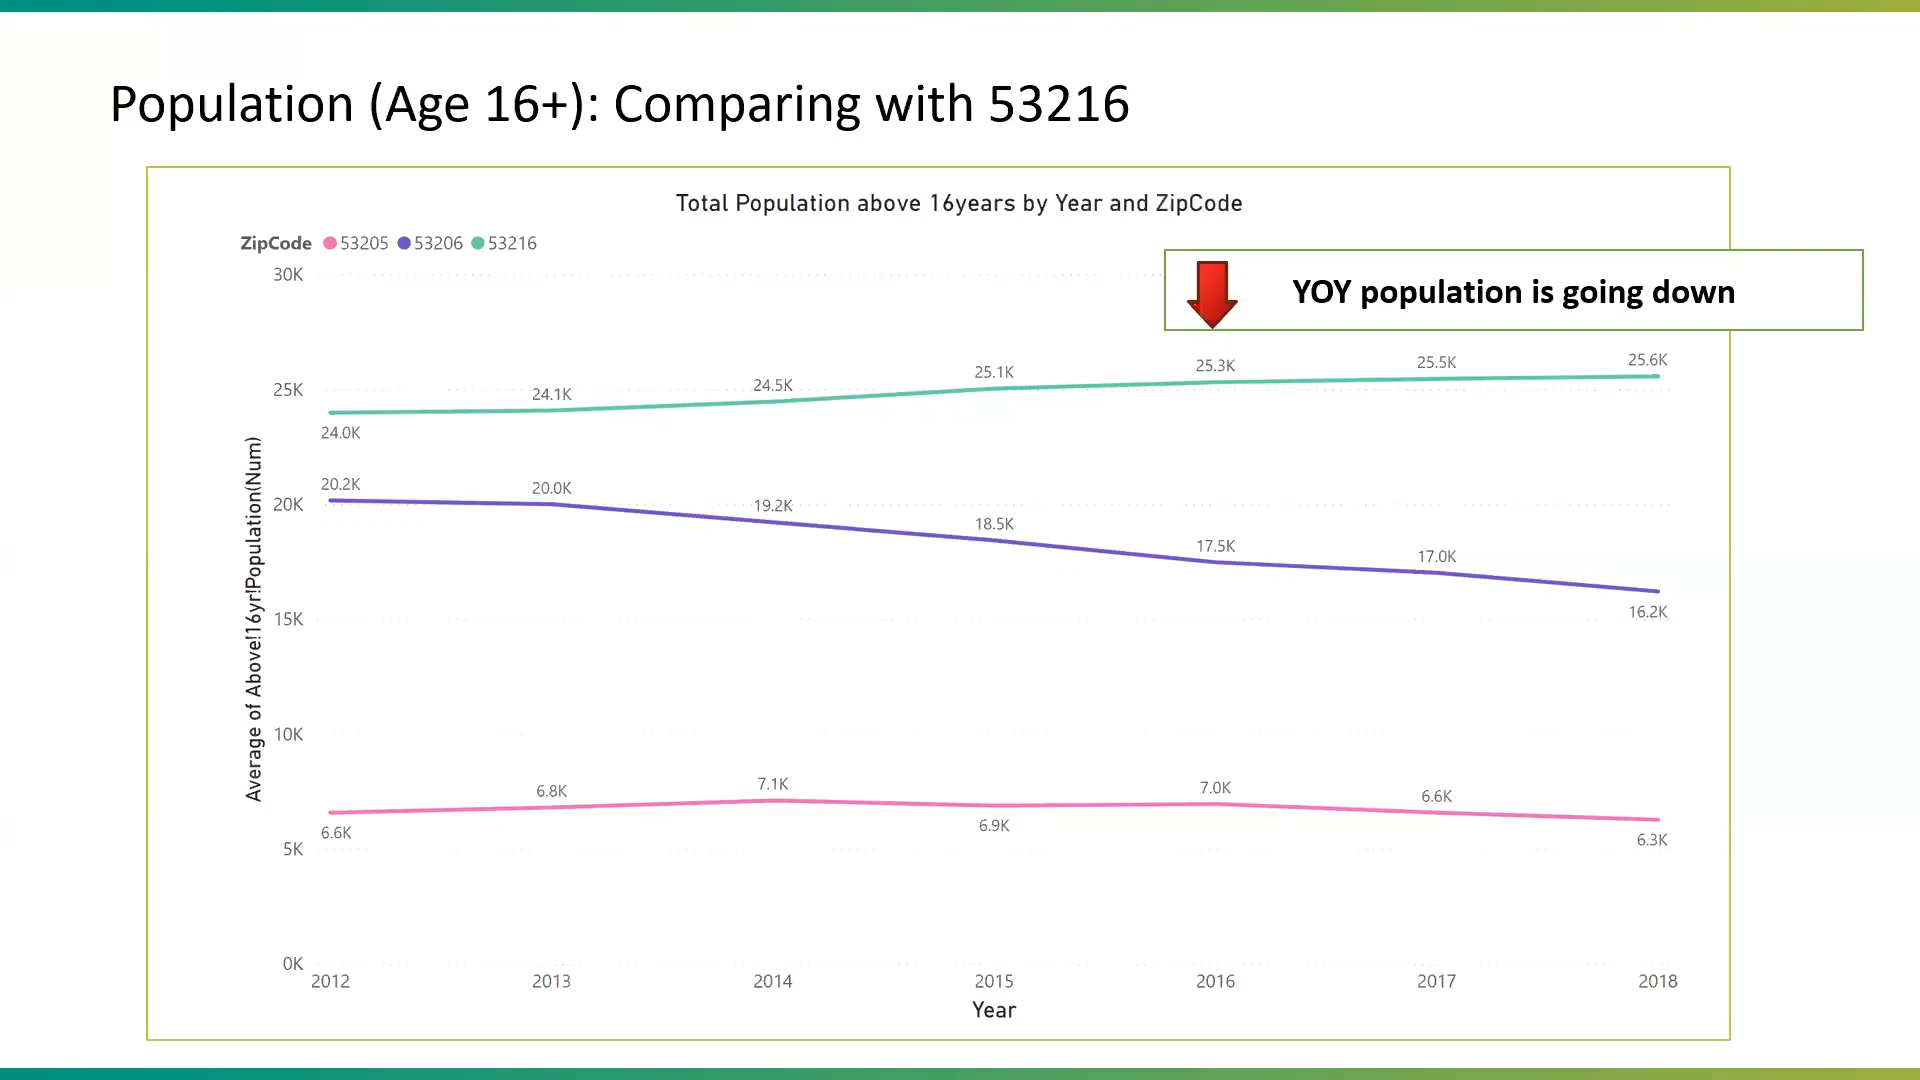 Population (Age 16+): Comparing with 53216
Total Population above 16years by Year and ZipCode
ZipCode 53205 53206 53216
YOY population is going down
30K
25K
20K
15K
10K
5K
0K
Average of Above!16yr!Population(Num)
24.0K
24.1K
24.5K
25.1K
25.3K
25.5K
25.6K
20.2K
20.0K
19.2K
18.5K
17.5K
17.0K
16.2K
6.6K
6.8K
7.1K
6.9K
7.0K
6.6K
6.3K
2012 2013 2014 2015 2016 2017 2018
Year